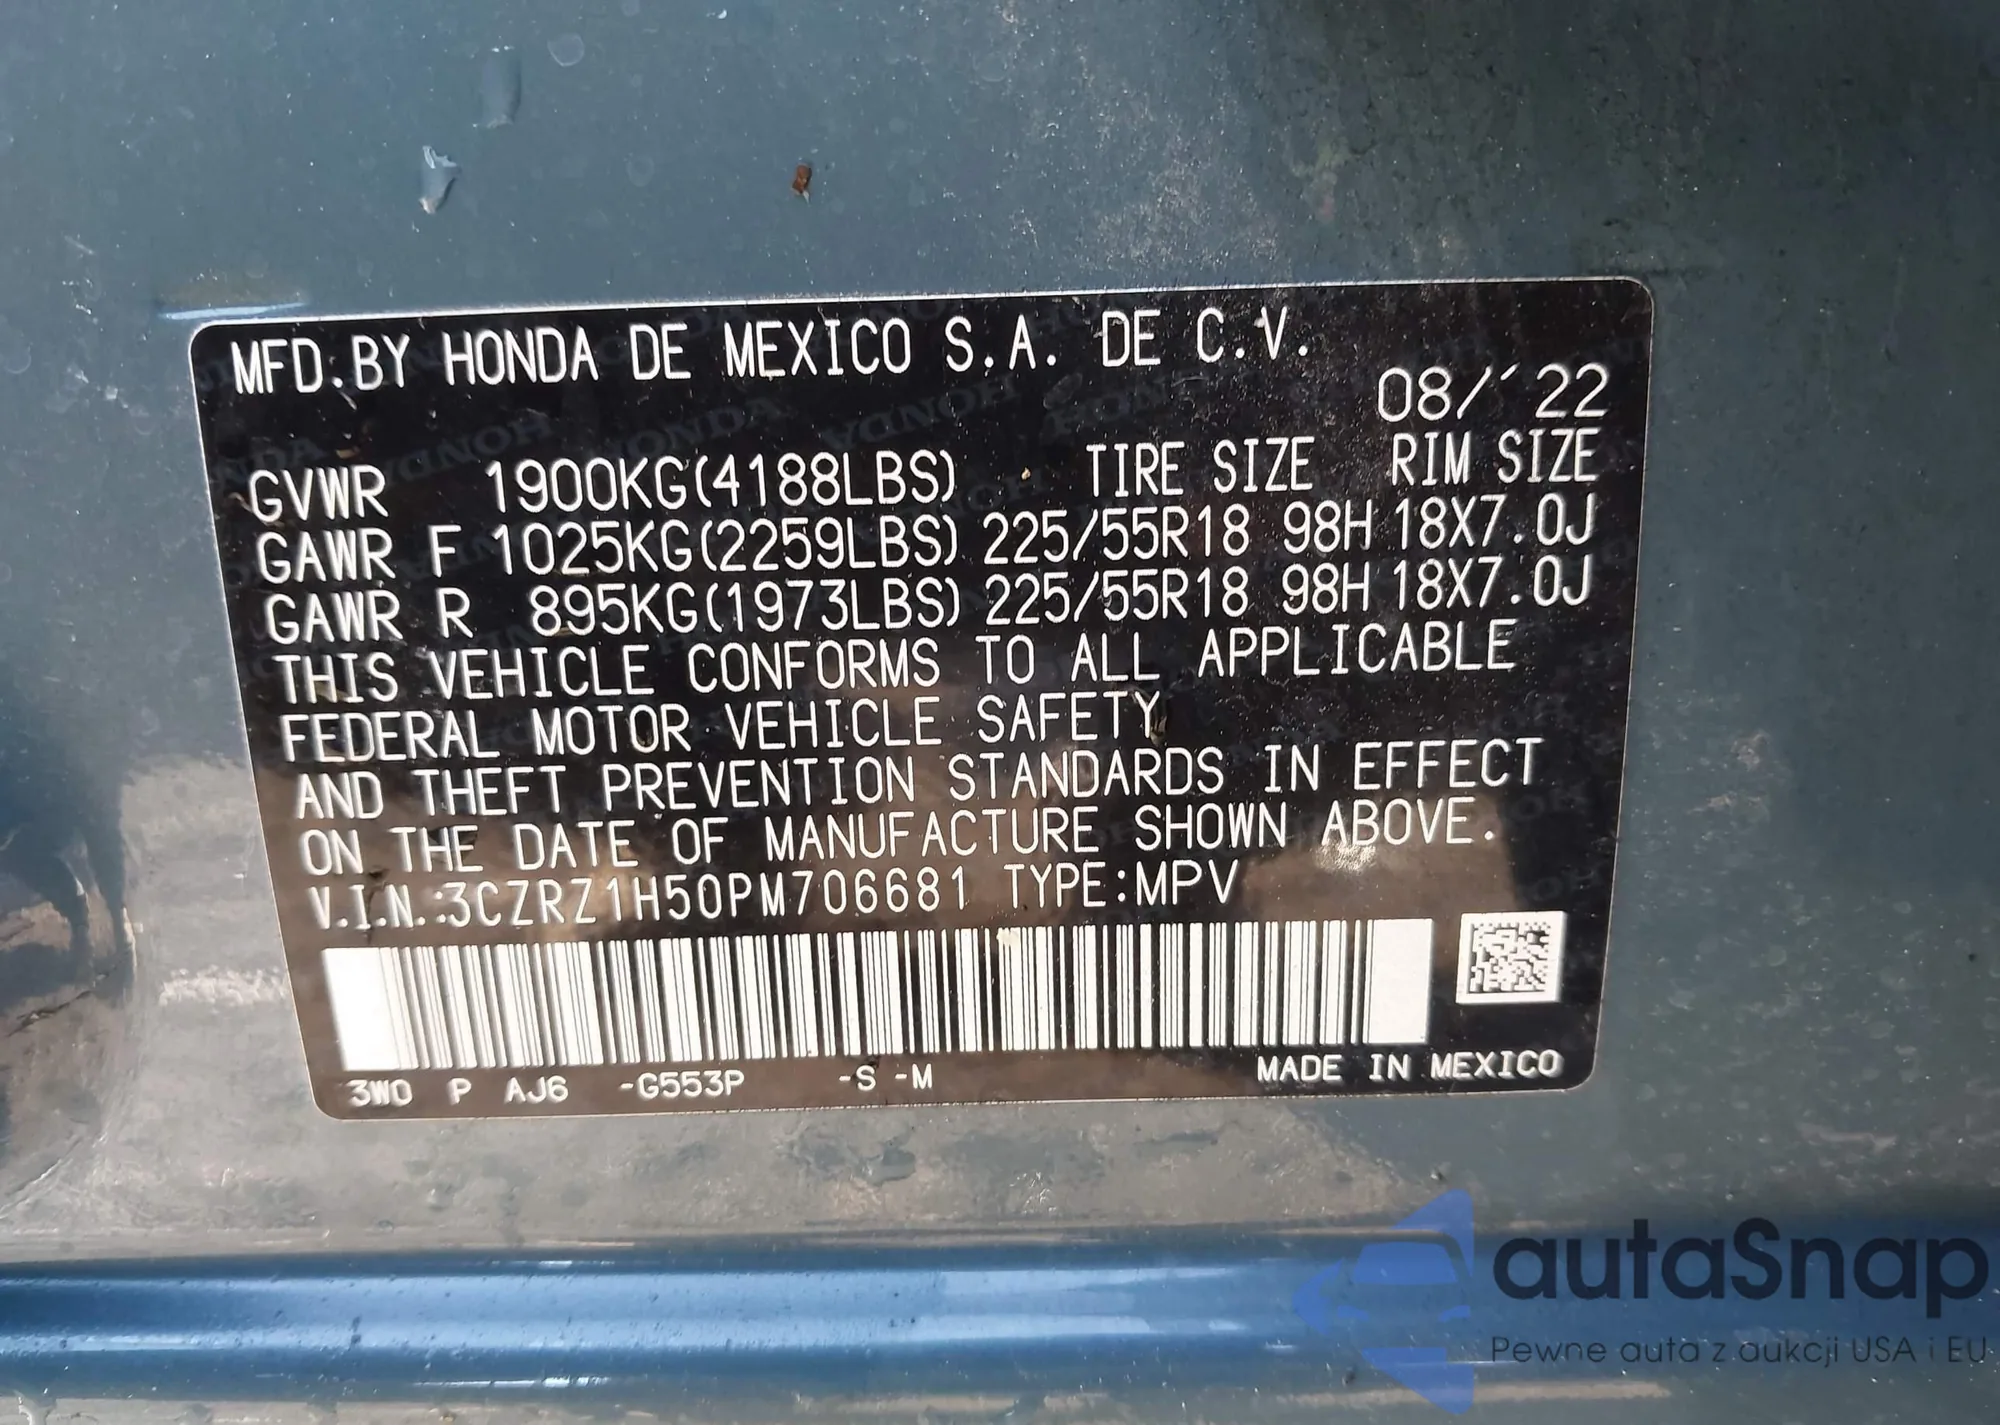 MFD.BY HONDA DE MEXICO S.A. DE C.V.
08/'22
GVWR 1900KG(4188LBS) TIRE SIZE RIM SIZE
GAWR F 1025KG(2259LBS) 225/55R18 98H 18X7.0J
GAWR R 895KG(1973LBS) 225/55R18 98H 18X7.0J
THIS VEHICLE CONFORMS TO ALL APPLICABLE
FEDERAL MOTOR VEHICLE SAFETY
AND THEFT PREVENTION STANDARDS IN EFFECT
ON THE DATE OF MANUFACTURE SHOWN ABOVE.
V.I.N.:3CZRZ1H50PM706681 TYPE:MPV
3W0 P AJ6 -G553P -S -M MADE IN MEXICO
autaSnap
Pewne auta z aukcji USA i EU